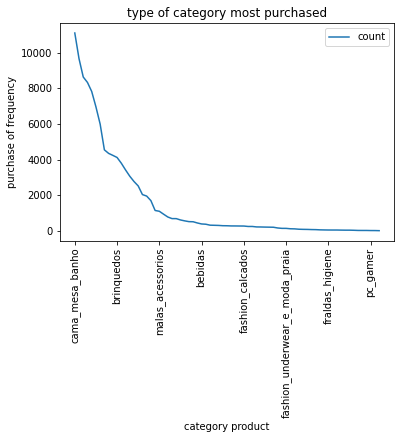 type of category most purchased
count
purchase of frequency
10000
8000
6000
4000
2000
0
cama_mesa_banho
brinquedos
malas_acessorios
bebidas
fashion_calcados
fashion_underwear_e_moda_praia
fraldas_higiene
pc_gamer
category product